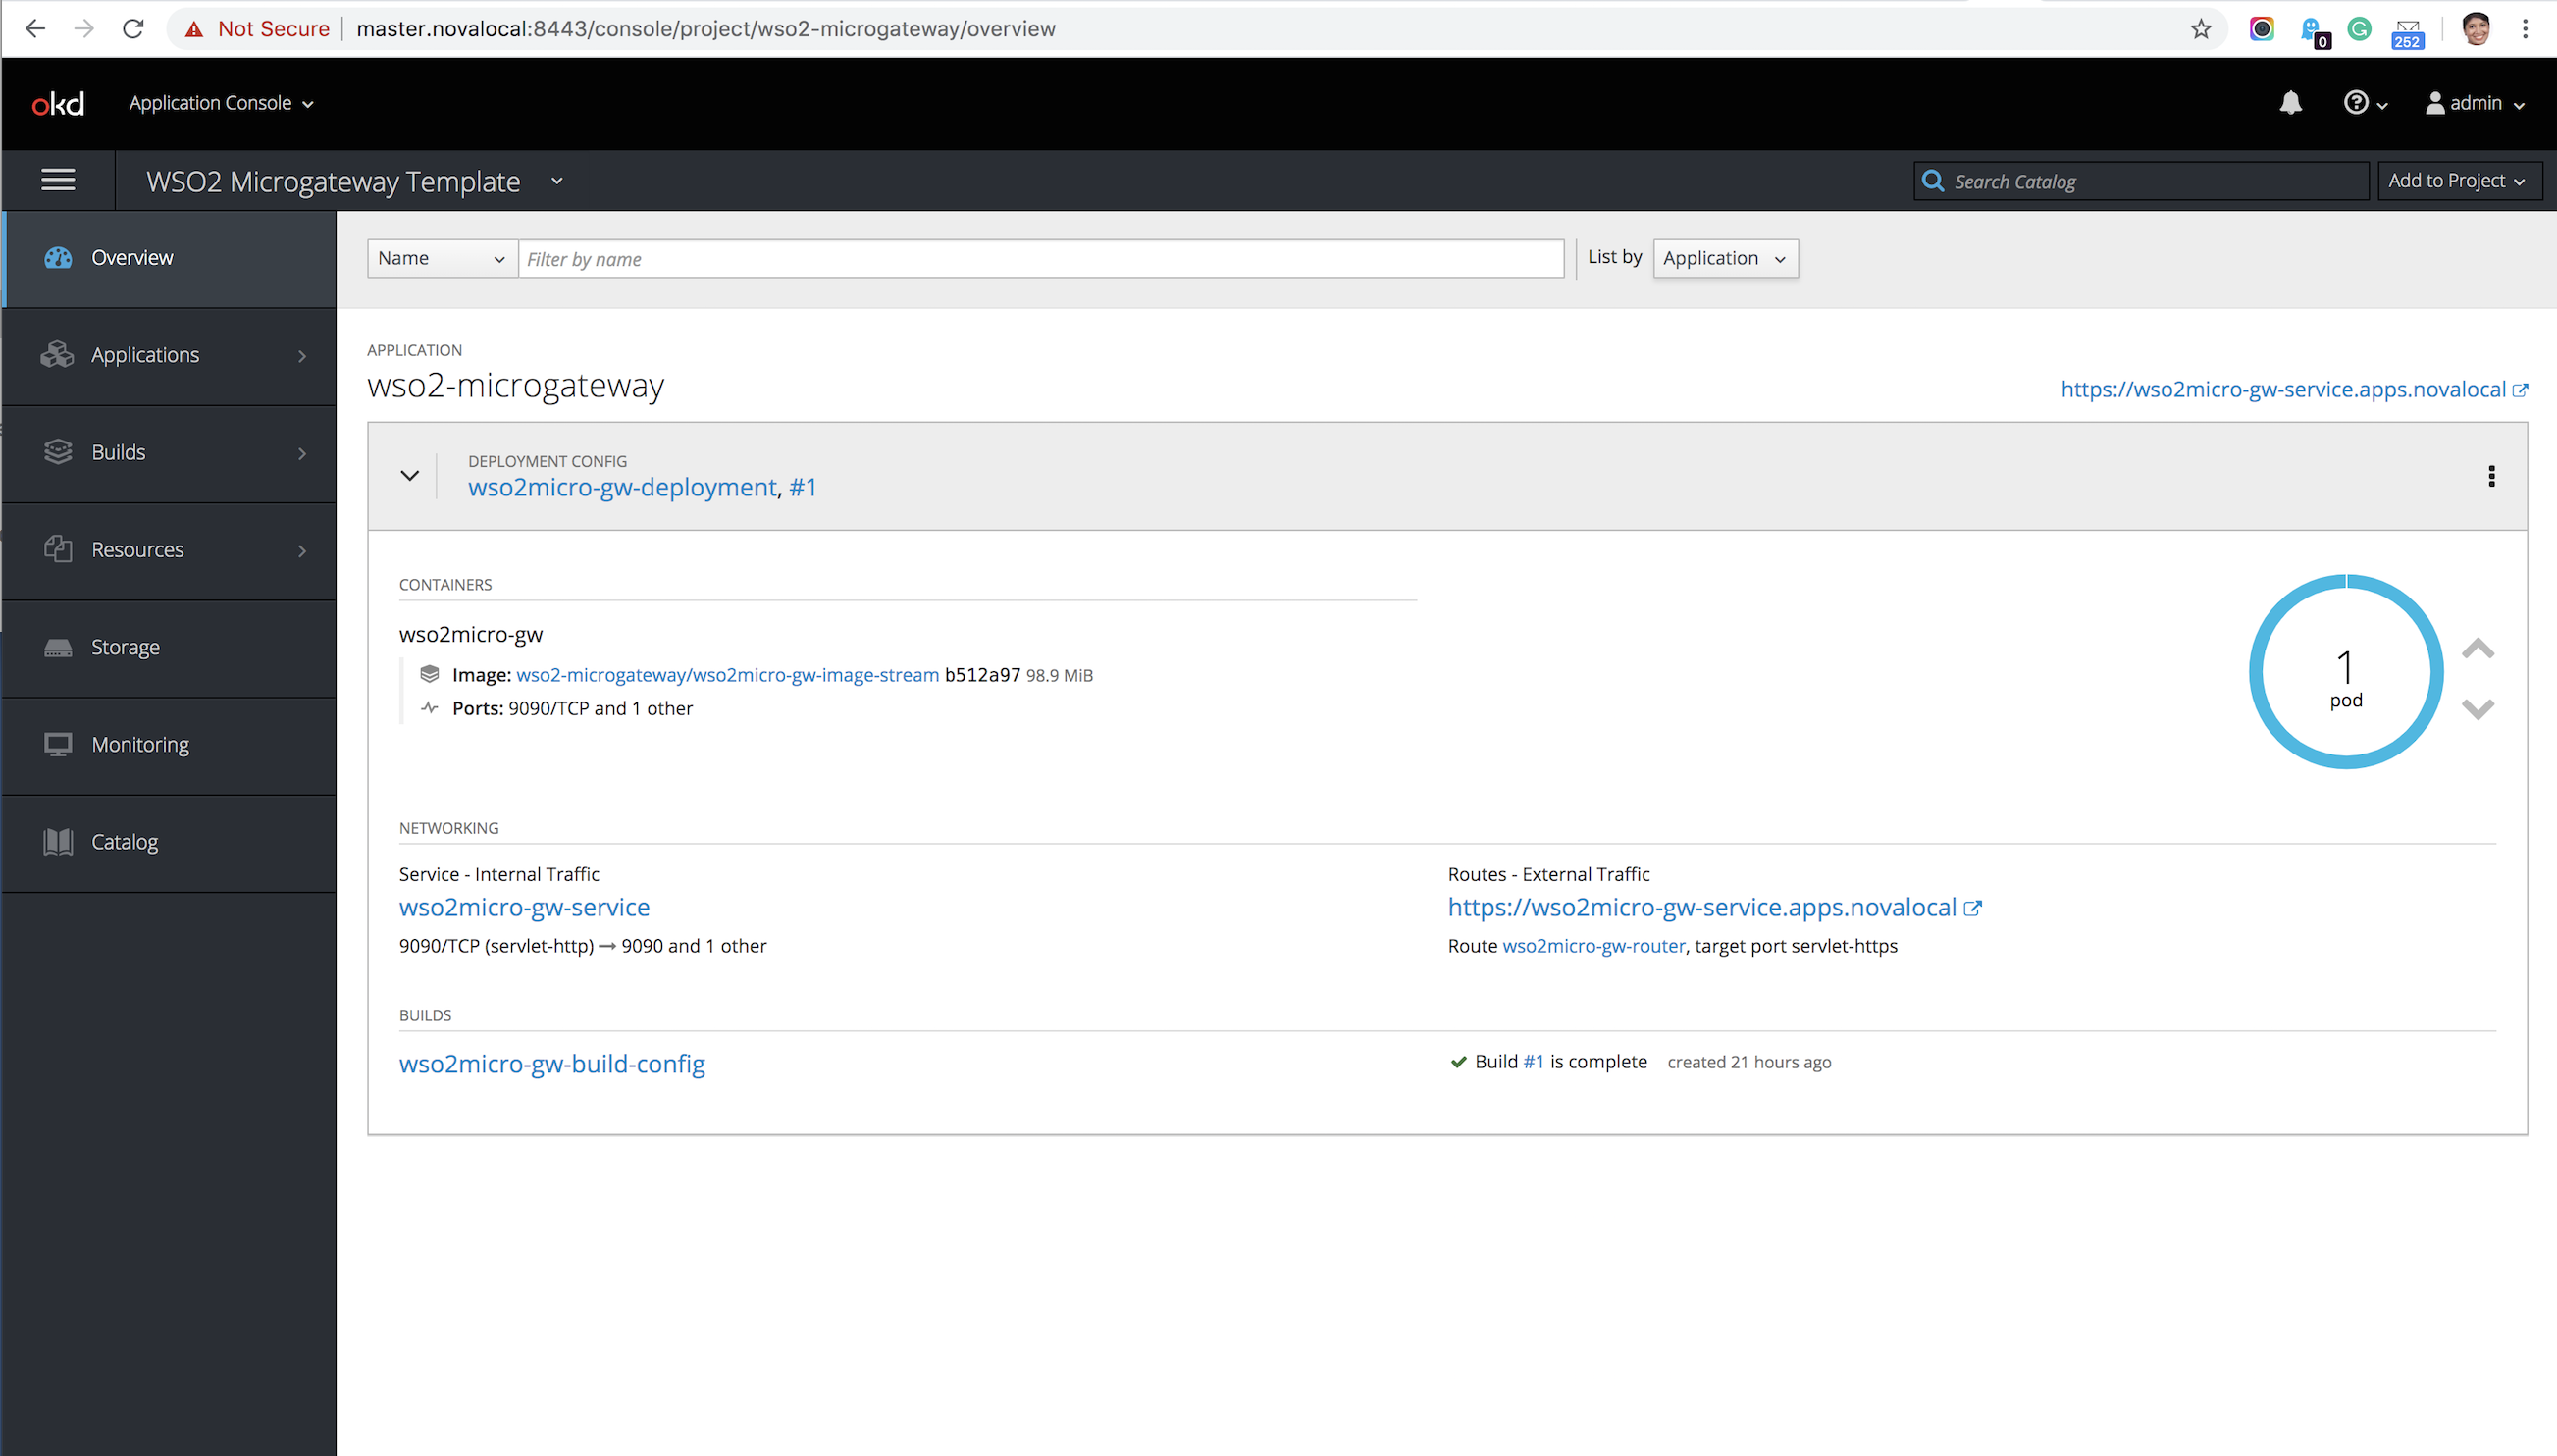 Not Secure master.novalocal:8443/console/project/wso2-microgateway/overview 0 252
okd Application Console admin
WSO2 Microgateway Template Search Catalog Add to Project
Overview
Name Filter by name List by Application
Applications
Builds
Resources
Storage
Monitoring
Catalog
APPLICATION
wso2-microgateway https://wso2micro-gw-service.apps.novalocal
DEPLOYMENT CONFIG
wso2micro-gw-deployment, #1
CONTAINERS
wso2micro-gw
Image: wso2-microgateway/wso2micro-gw-image-stream b512a97 98.9 MiB
Ports: 9090/TCP and 1 other
1
pod
NETWORKING
Service - Internal Traffic
wso2micro-gw-service
9090/TCP (servlet-http) → 9090 and 1 other
Routes - External Traffic
https://wso2micro-gw-service.apps.novalocal
Route wso2micro-gw-router, target port servlet-https
BUILDS
wso2micro-gw-build-config
Build #1 is complete created 21 hours ago